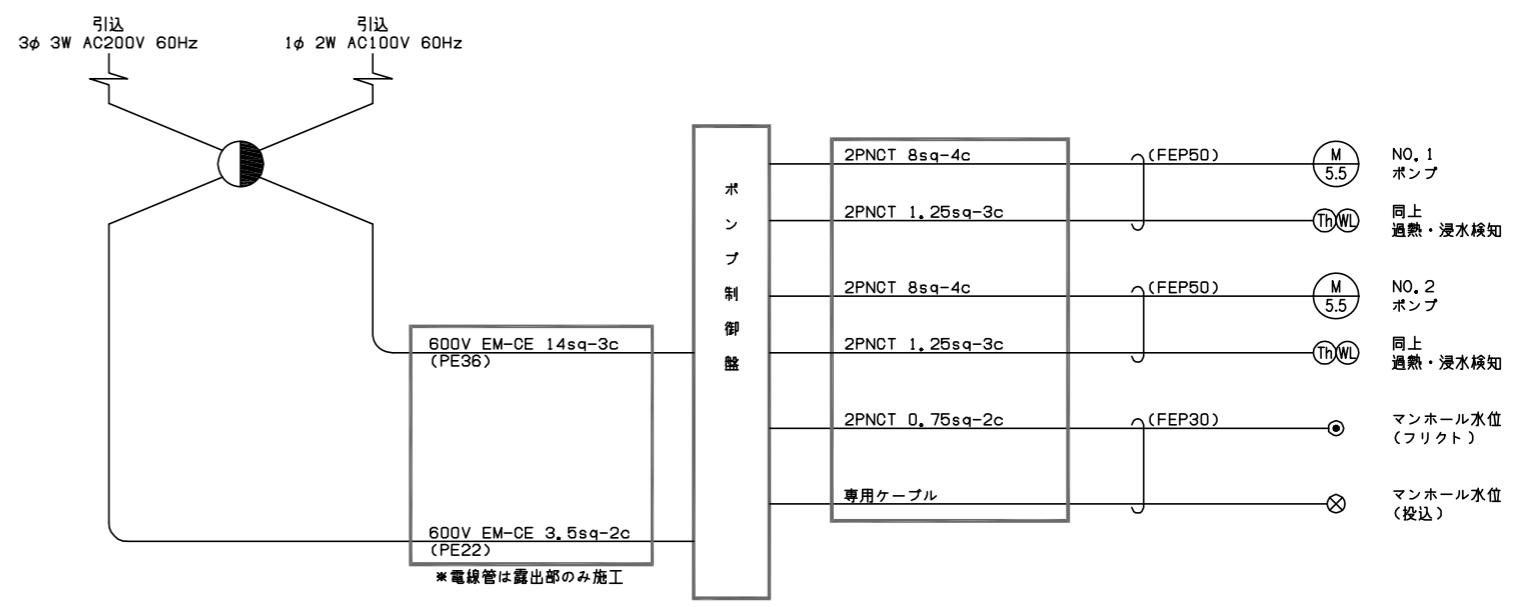 引込
3φ 3W AC200V 60Hz
引込
1φ 2W AC100V 60Hz
600V EM-CE 14sq-3c
(PE36)
600V EM-CE 3.5sq-2c
(PE22)
※電線管は露出部のみ施工
ポンプ制御盤
2PNCT 8sq-4c
(FEP50)
M
5.5
NO.1
ポンプ
2PNCT 1.25sq-3c
Th WL
同上
過熱・浸水検知
2PNCT 8sq-4c
(FEP50)
M
5.5
NO.2
ポンプ
2PNCT 1.25sq-3c
Th WL
同上
過熱・浸水検知
2PNCT 0.75sq-2c
(FEP30)
マンホール水位
(フリクト)
専用ケーブル
マンホール水位
(投込)